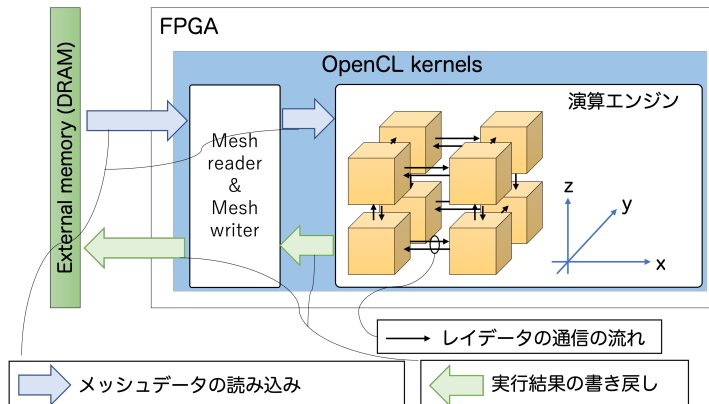 FPGA
OpenCL kernels
External memory (DRAM)
Mesh
reader
&
Mesh
writer
演算エンジン
z
y
x
レイデータの通信の流れ
メッシュデータの読み込み
実行結果の書き戻し